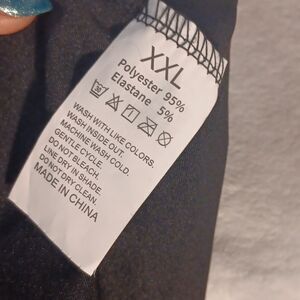 XXL
Polyester 95%
Elastane 5%
WASH WITH LIKE COLORS.
WASH INSIDE OUT.
MACHINE WASH COLD.
GENTLE CYCLE.
DO NOT BLEACH.
LINE DRY IN SHADE.
DO NOT DRY CLEAN.
MADE IN CHINA